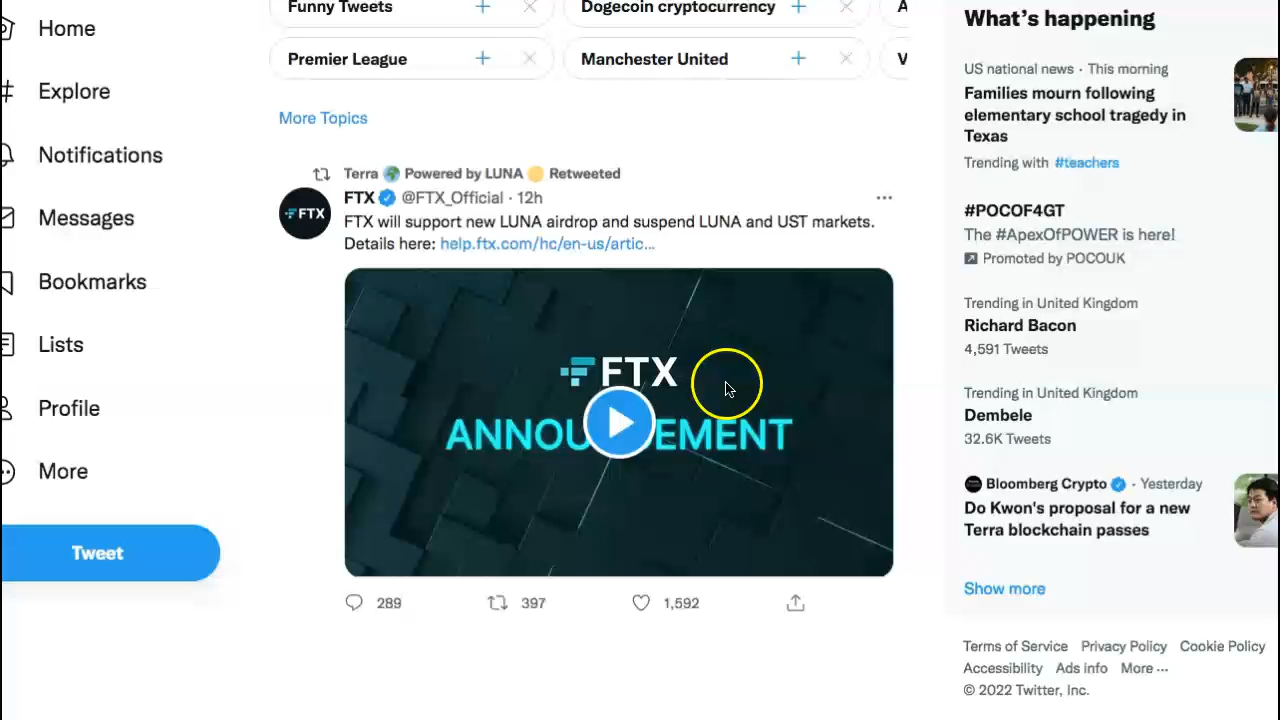 Home
Explore
Notifications
Messages
Bookmarks
Lists
Profile
More
Tweet
Funny Tweets
Dogecoin cryptocurrency
A
Premier League
Manchester United
V
More Topics
Terra 🌍 Powered by LUNA 🌕 Retweeted
FTX @FTX_Official · 12h
FTX will support new LUNA airdrop and suspend LUNA and UST markets.
Details here: help.ftx.com/hc/en-us/artic…
FTX
FTX
289 397 1,592
What's happening
US national news · This morning
Families mourn following
elementary school tragedy in
Texas
Trending with #teachers
#POCOF4GT
The #ApexOfPOWER is here!
Promoted by POCOUK
Trending in United Kingdom
Richard Bacon
4,591 Tweets
Trending in United Kingdom
Dembele
32.6K Tweets
Bloomberg Crypto · Yesterday
Do Kwon's proposal for a new
Terra blockchain passes
Show more
Terms of Service Privacy Policy Cookie Policy
Accessibility Ads info More ···
© 2022 Twitter, Inc.